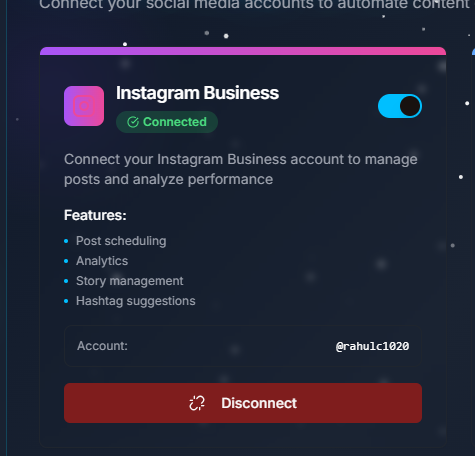 Connect your social media accounts to automate content
Instagram Business
Connected
Connect your Instagram Business account to manage
posts and analyze performance
Features:
Post scheduling
Analytics
Story management
Hashtag suggestions
Account: @rahulc1020
Disconnect